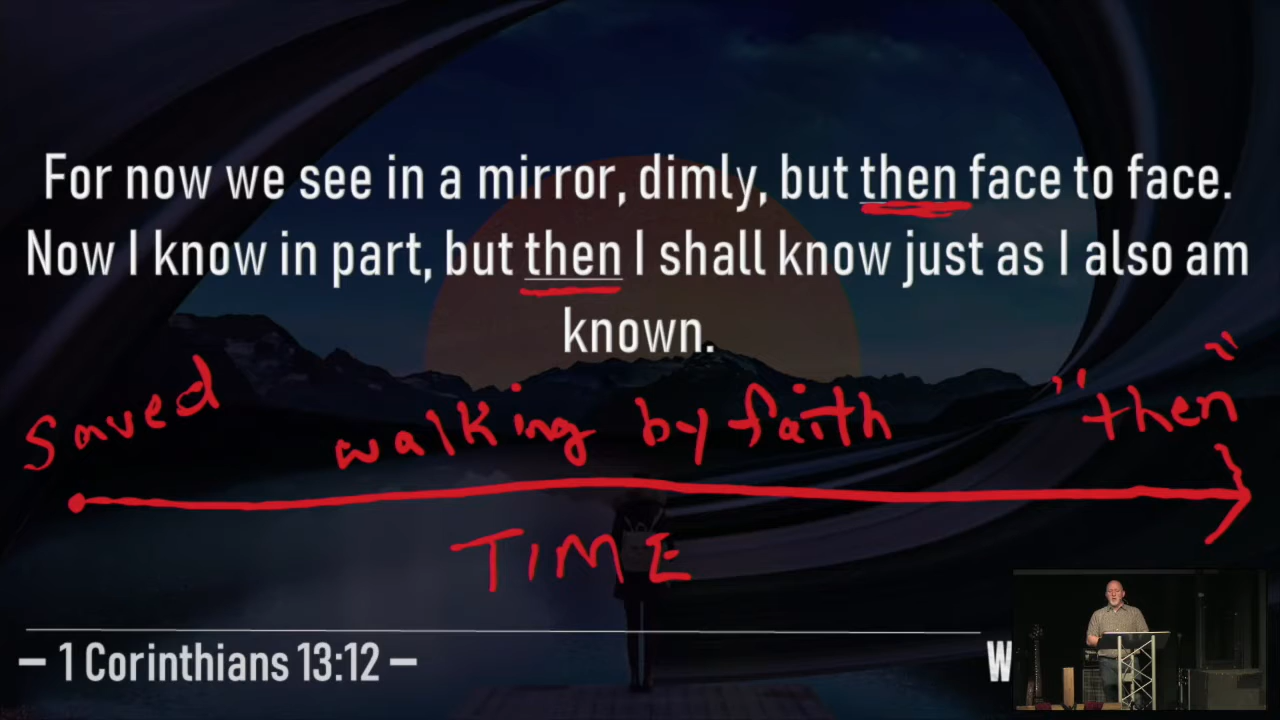 For now we see in a mirror, dimly, but then face to face.
Now I know in part, but then I shall know just as I also am
known.
Saved walking by faith "then"
TIME
– 1 Corinthians 13:12 –
W